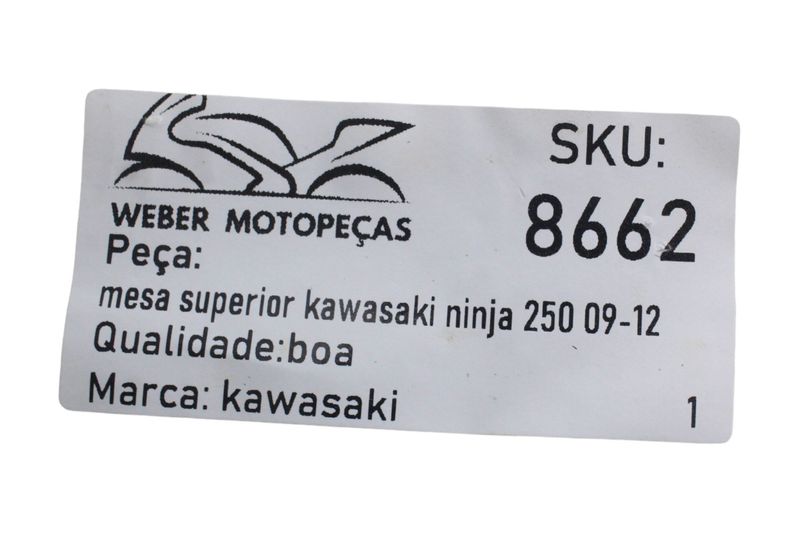 WEBER MOTOPEÇAS
SKU:
8662
Peça:
mesa superior kawasaki ninja 250 09-12
Qualidade:boa
Marca: kawasaki
1